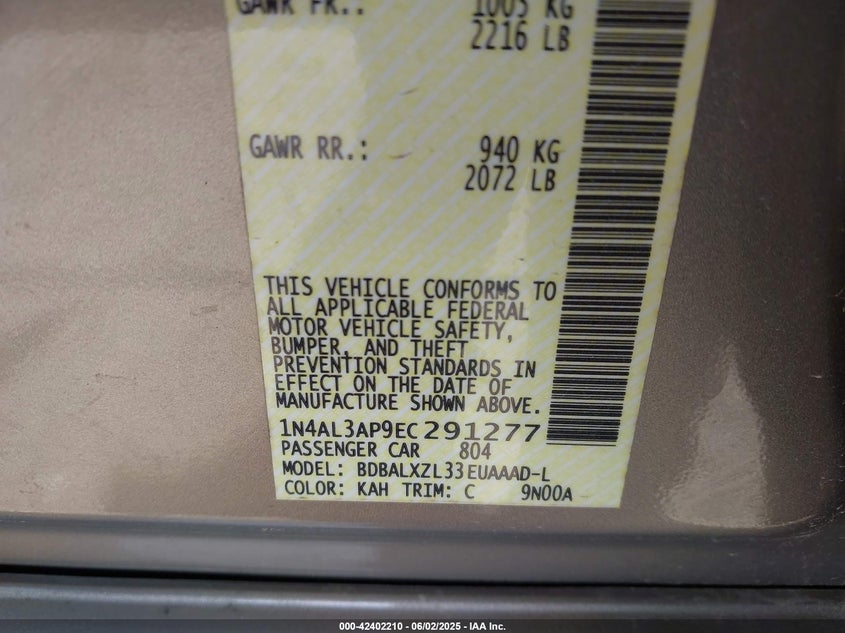 GAWR FR.: 1005 KG
2216 LB
GAWR RR.: 940 KG
2072 LB
THIS VEHICLE CONFORMS TO
ALL APPLICABLE FEDERAL
MOTOR VEHICLE SAFETY,
BUMPER, AND THEFT
PREVENTION STANDARDS IN
EFFECT ON THE DATE OF
MANUFACTURE SHOWN ABOVE.
1N4AL3AP9EC291277
PASSENGER CAR 804
MODEL: BDBALXZL33EUAAAD-L
COLOR: KAH TRIM: C 9N00A
000-42402210 - 06/02/2025 - IAA Inc.